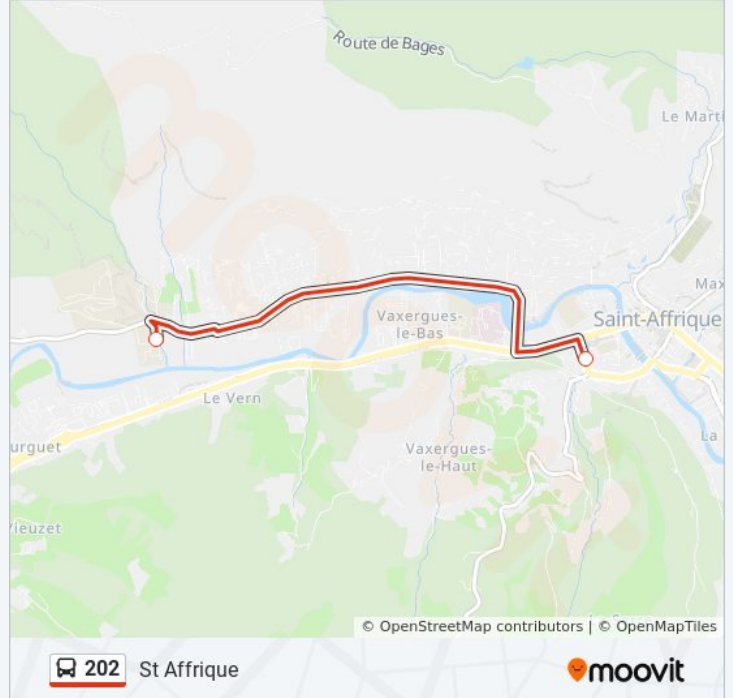 Route de Bages
Le Marti
Max
Saint-Affrique
Vaxergues-
le-Bas
Le Vern
urguet
La
Vaxergues-
le-Haut
Vieuzet
© OpenStreetMap contributors | © OpenMapTiles
202 St Affrique
moovit